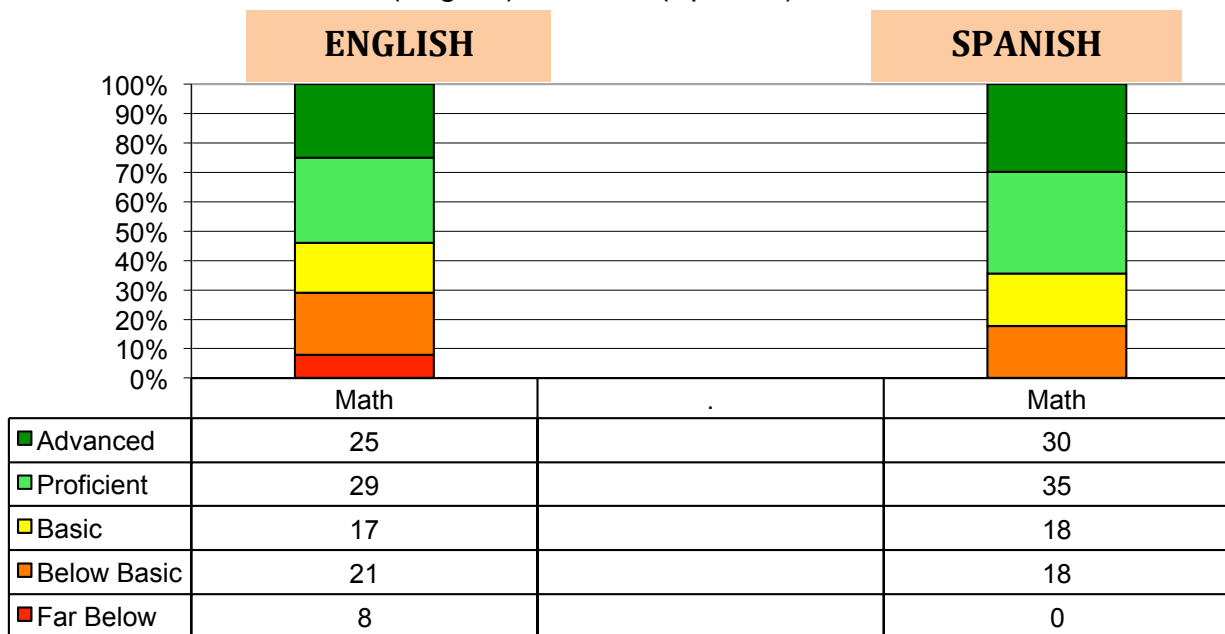 ENGLISH SPANISH
100%
90%
80%
70%
60%
50%
40%
30%
20%
10%
0%
Math . Math
Advanced 25 30
Proficient 29 35
Basic 17 18
Below Basic 21 18
Far Below 8 0